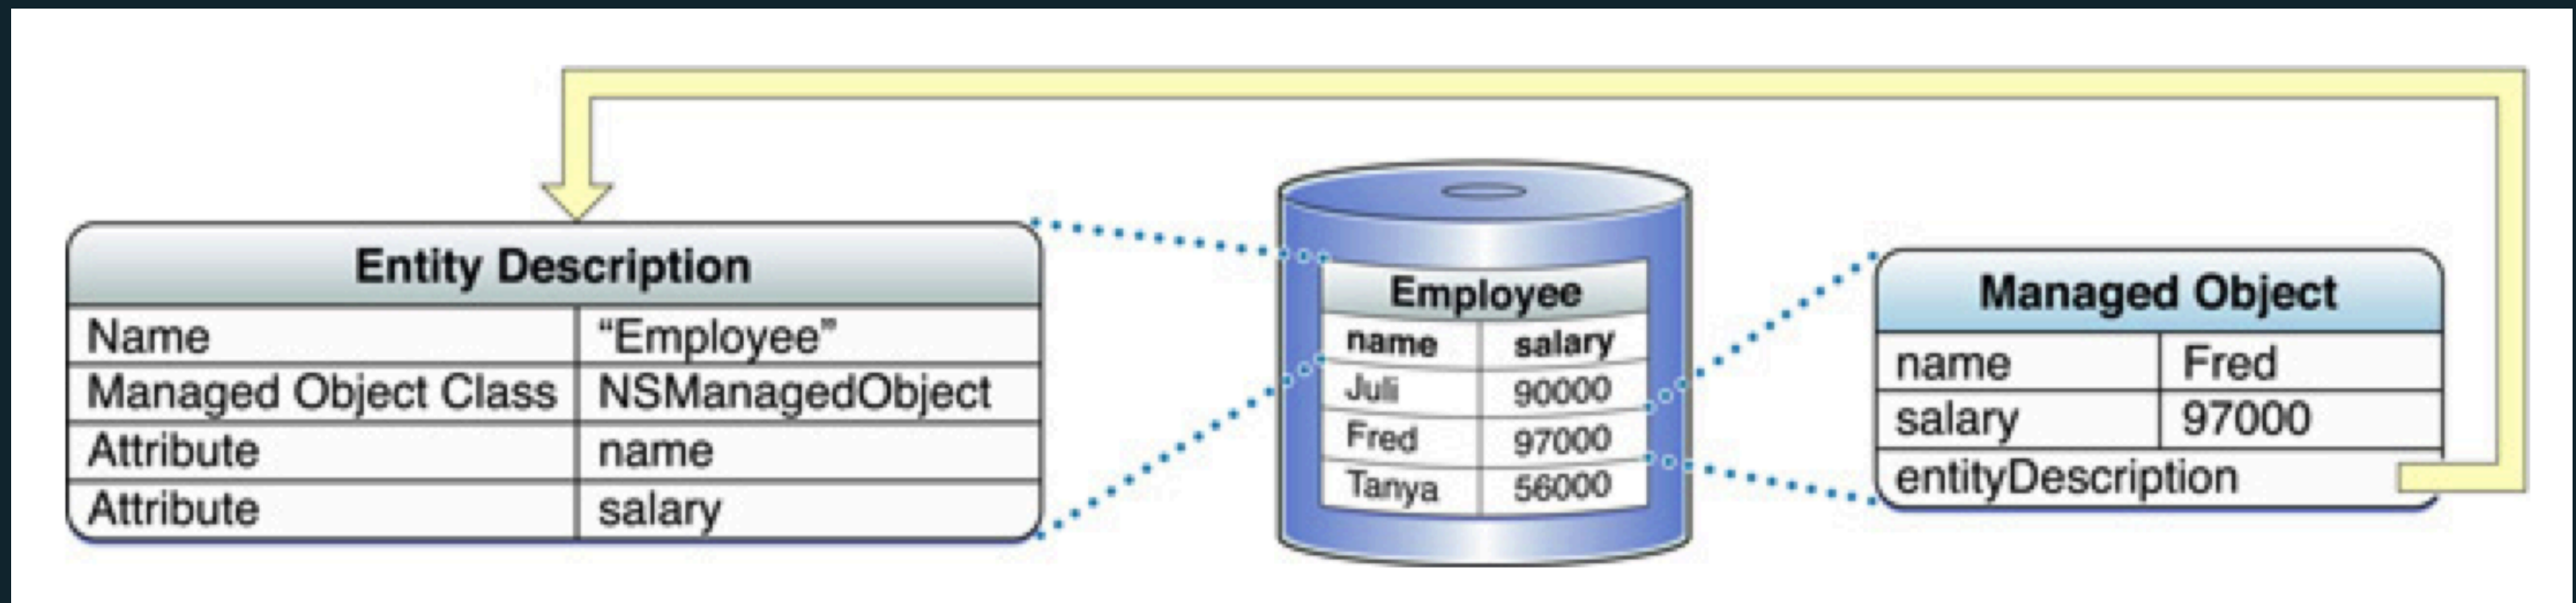 Entity Description
Name “Employee”
Managed Object Class NSManagedObject
Attribute name
Attribute salary
Employee
name salary
Juli 90000
Fred 97000
Tanya 56000
Managed Object
name Fred
salary 97000
entityDescription